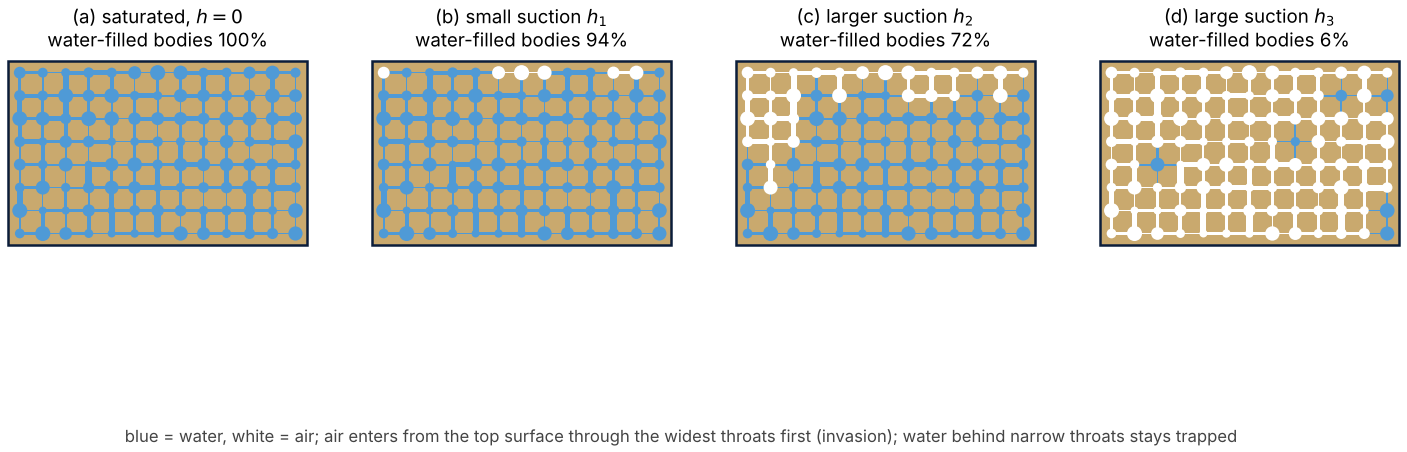 (a) saturated, h = 0
water-filled bodies 100%
(b) small suction h₁
water-filled bodies 94%
(c) larger suction h₂
water-filled bodies 72%
(d) large suction h₃
water-filled bodies 6%
blue = water, white = air; air enters from the top surface through the widest throats first (invasion); water behind narrow throats stays trapped